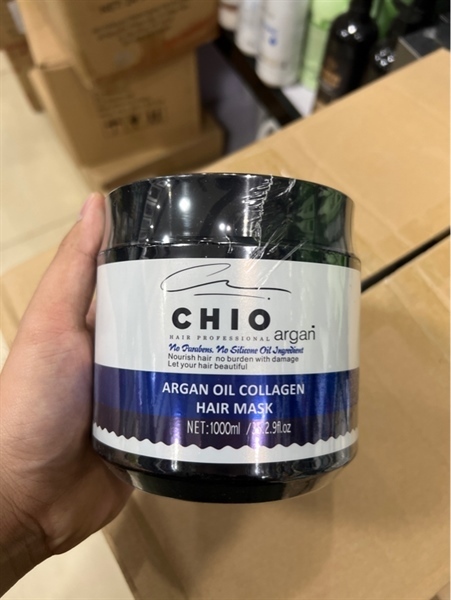 CHIO
HAIR PROFESSIONAL argan
No Parabens, No Silicone Oil Ingredient
Nourish hair no burden with damage
Let your hair beautiful
ARGAN OIL COLLAGEN
HAIR MASK
NET:1000ml